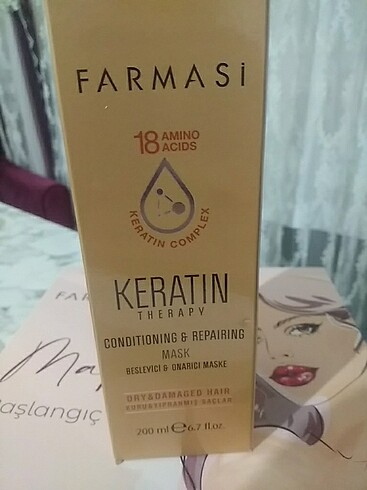 FARMASİ
18 AMINO
ACIDS
KERATIN COMPLEX
KERATIN
THERAPY
CONDITIONING & REPAIRING
MASK
BESLEYİCİ & ONARICI MASKE
DRY&DAMAGED HAIR
KURU&YIPRANMIŞ SAÇLAR
200 ml ℮ 6.7 fl.oz.
FAR
aşlangıç